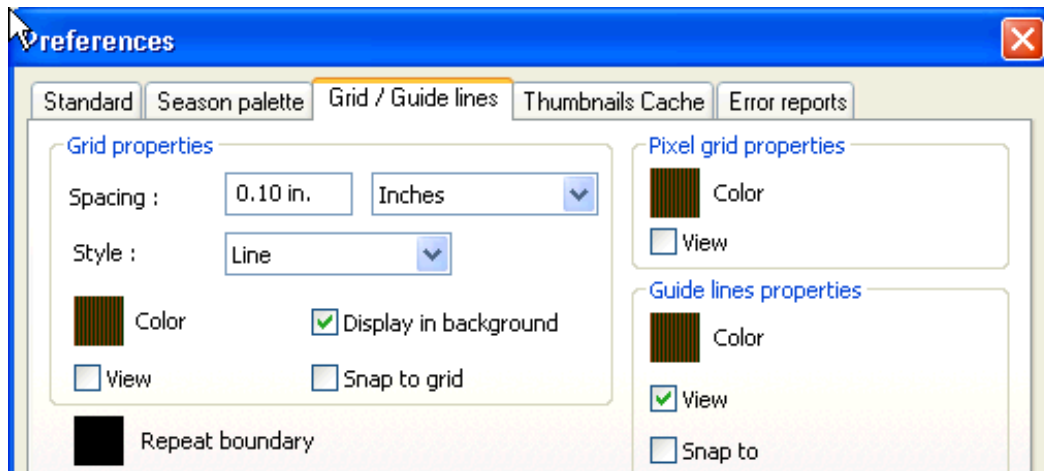 Preferences
Standard
Season palette
Grid / Guide lines
Thumbnails Cache
Error reports
Grid properties
Spacing :
0.10 in.
Inches
Style :
Line
Color
Display in background
View
Snap to grid
Repeat boundary
Pixel grid properties
Color
View
Guide lines properties
Color
View
Snap to